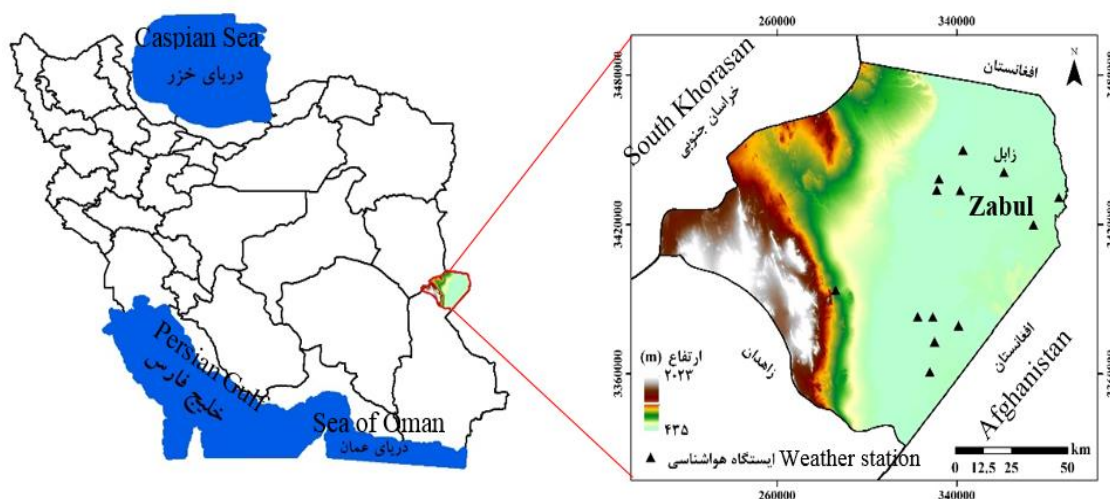 Caspian Sea
دریای خزر
Persian Gulf
خلیج فارس
Sea of Oman
دریای عمان
260000
340000
3480000
3420000
3360000
South Khorasan
خراسان جنوبی
افغانستان
N
زابل
Zabul
زاهدان
افغانستان
Afghanistan
ارتفاع (m)
۲۰۲۳
۴۳۵
ایستگاه هواشناسی Weather station
km
0 12,5 25 50
260000
340000